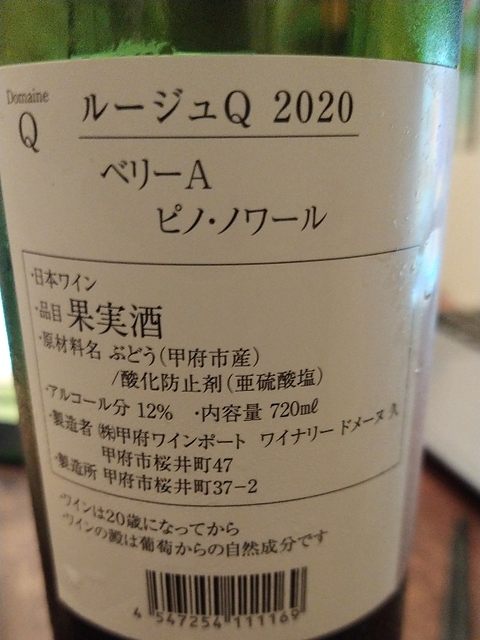 Domaine
Q
ルージュQ 2020
ベリーA
ピノ・ノワール
・日本ワイン
・品目 果実酒
・原材料名 ぶどう（甲府市産）
/酸化防止剤（亜硫酸塩）
・アルコール分 12% ・内容量 720㎖
・製造者 ㈱甲府ワインポート ワイナリー ドメーヌ 久
甲府市桜井町47
・製造所 甲府市桜井町37-2
・ワインは20歳になってから
・ワインの澱は葡萄からの自然成分です
4 547254 111169